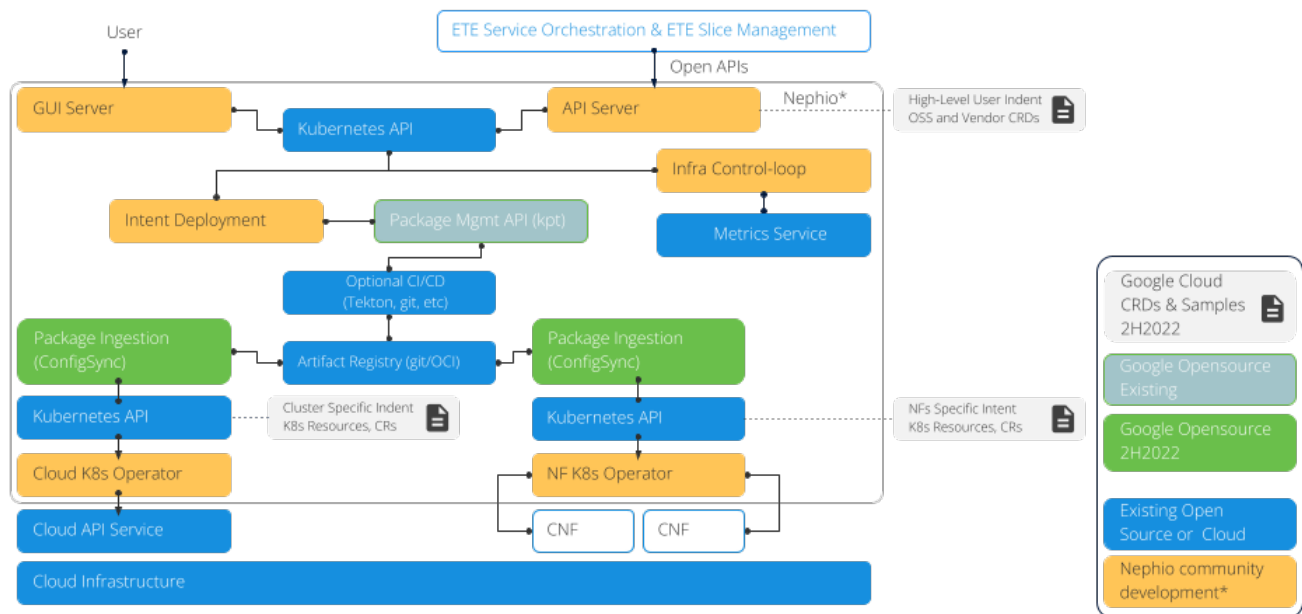 User
ETE Service Orchestration & ETE Slice Management
Open APIs
GUI Server
API Server
Nephio*
High-Level User Indent
OSS and Vendor CRDs
Kubernetes API
Infra Control-loop
Intent Deployment
Package Mgmt API (kpt)
Metrics Service
Optional CI/CD
(Tekton, git, etc)
Package Ingestion
(ConfigSync)
Artifact Registry (git/OCI)
Package Ingestion
(ConfigSync)
Kubernetes API
Cluster Specific Indent
K8s Resources, CRs
Kubernetes API
NFs Specific Intent
K8s Resources, CRs
Cloud K8s Operator
NF K8s Operator
Cloud API Service
CNF
CNF
Cloud Infrastructure
Google Cloud
CRDs & Samples
2H2022
Google Opensource
Existing
Google Opensource
2H2022
Existing Open
Source or Cloud
Nephio community
development*